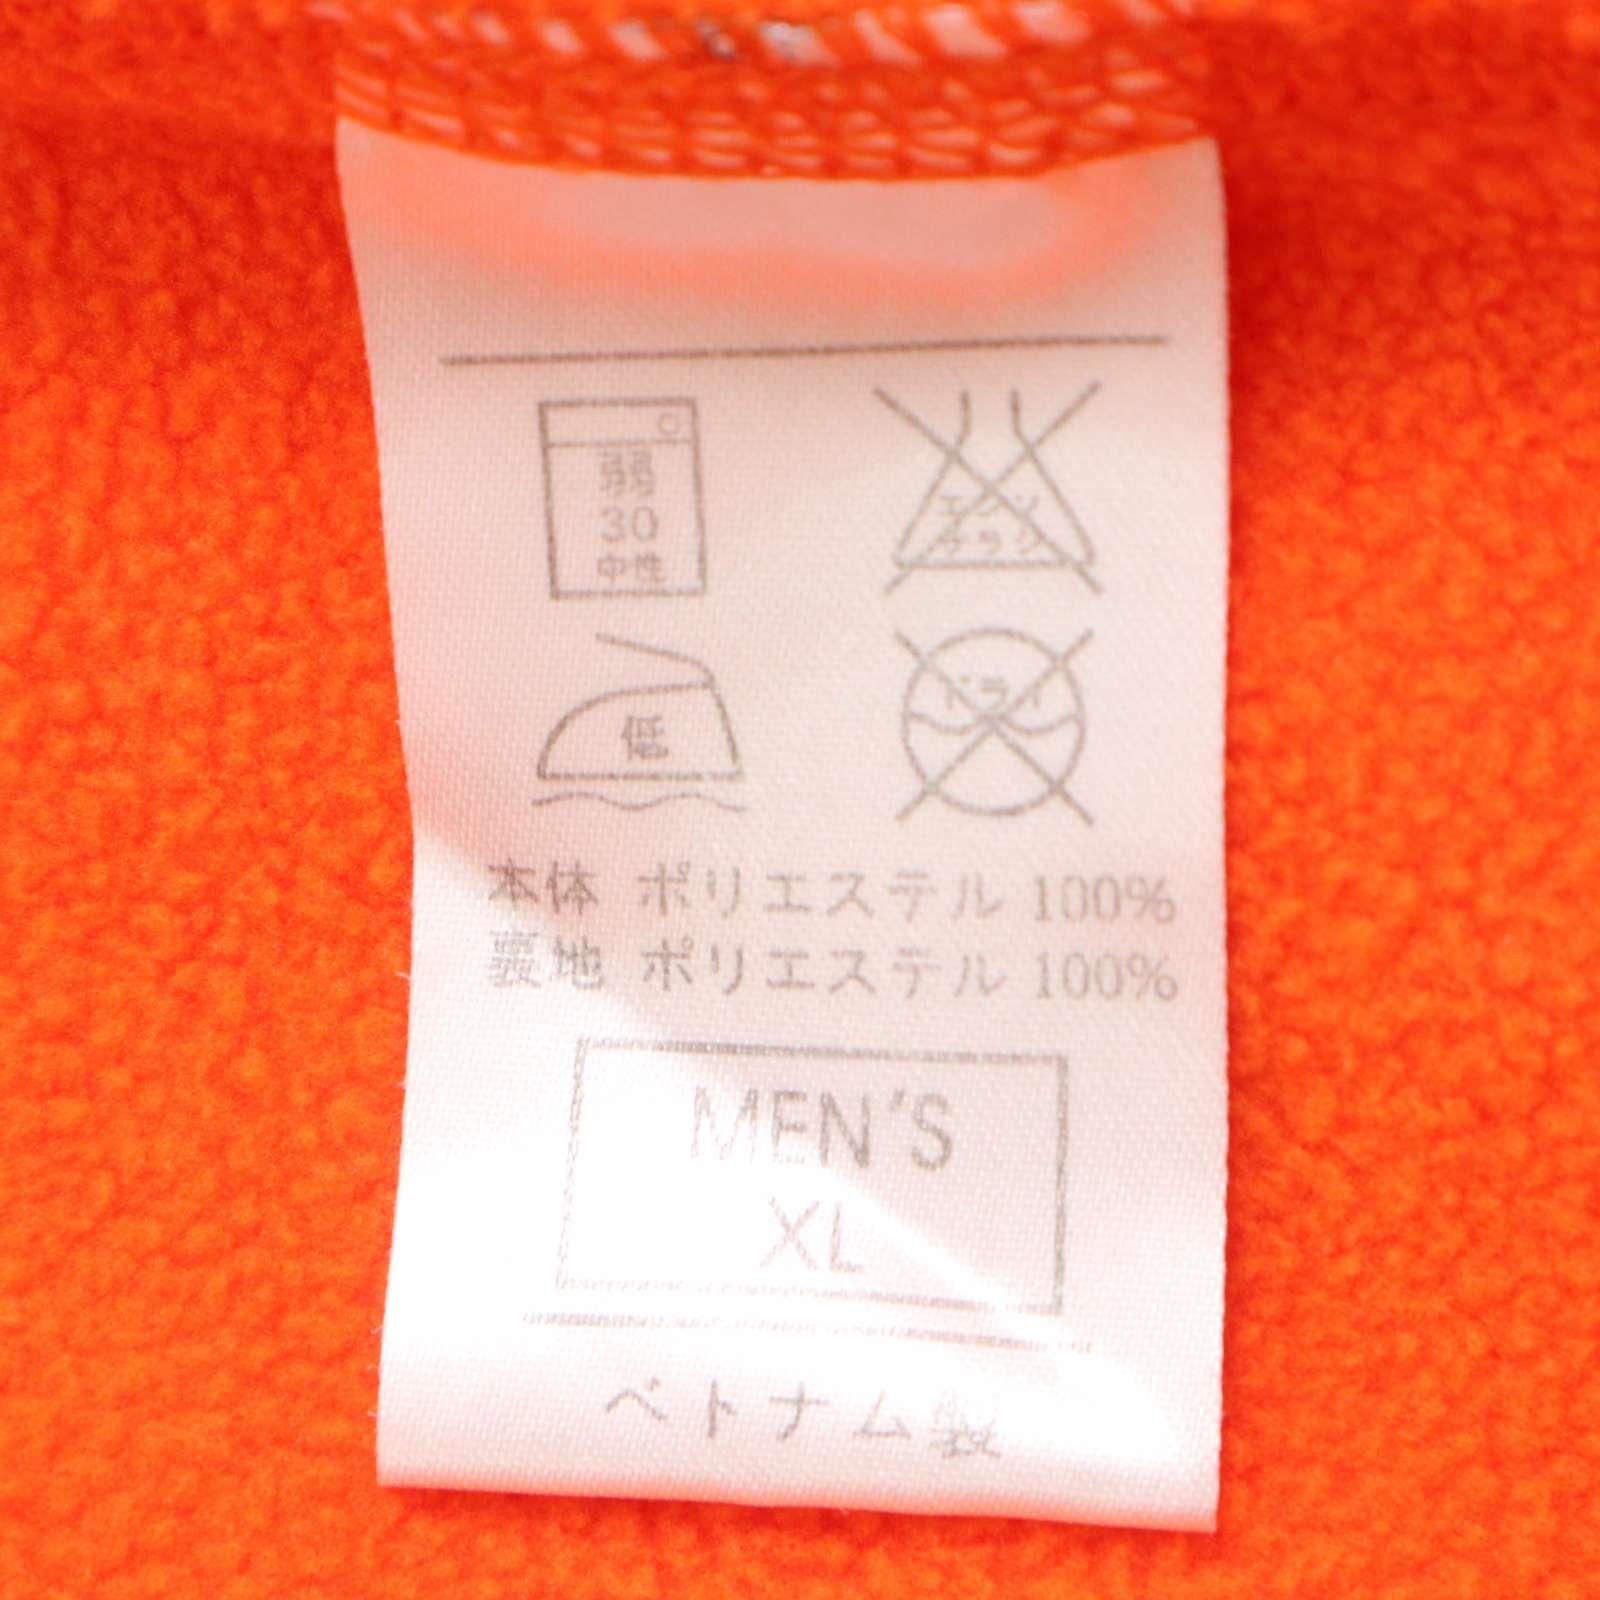 弱
30
中性
エンソ
サラシ
低
ドライ
本体 ポリエステル 100%
裏地 ポリエステル 100%
MEN'S
XL
ベトナム製